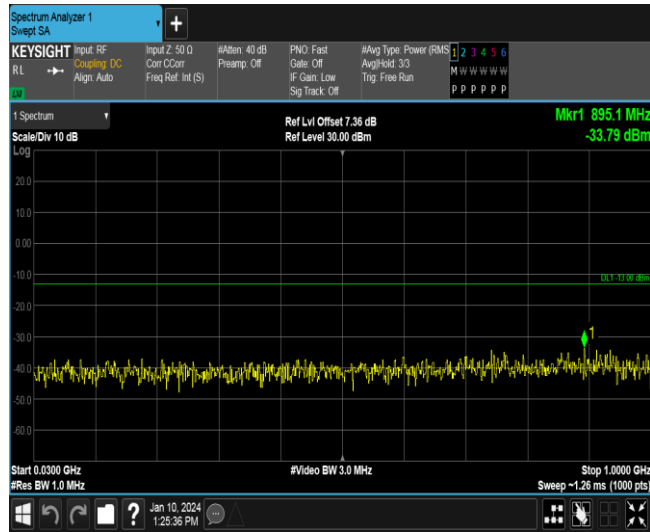 Spectrum Analyzer 1
Swept SA
+
KEYSIGHT Input: RF Input Z: 50 Ω #Atten: 40 dB PNO: Fast #Avg Type: Power (RMS 1 2 3 4 5 6
RL Coupling: DC Corr CCorr Preamp: Off Gate: Off Avg|Hold: 3/3 M W W W W W
Align: Auto Freq Ref: Int (S) IF Gain: Low Trig: Free Run
LXI Sig Track: Off P P P P P P
1 Spectrum
Ref Lvl Offset 7.36 dB Mkr1 895.1 MHz
Scale/Div 10 dB Ref Level 30.00 dBm -33.79 dBm
Log
20.0
10.0
0.00
-10.0
DL1 -13.00 dBm
-20.0
-30.0
1
-40.0
-50.0
-60.0
Start 0.0300 GHz #Video BW 3.0 MHz Stop 1.0000 GHz
#Res BW 1.0 MHz Sweep ~1.26 ms (1000 pts)
? Jan 10, 2024
1:25:36 PM